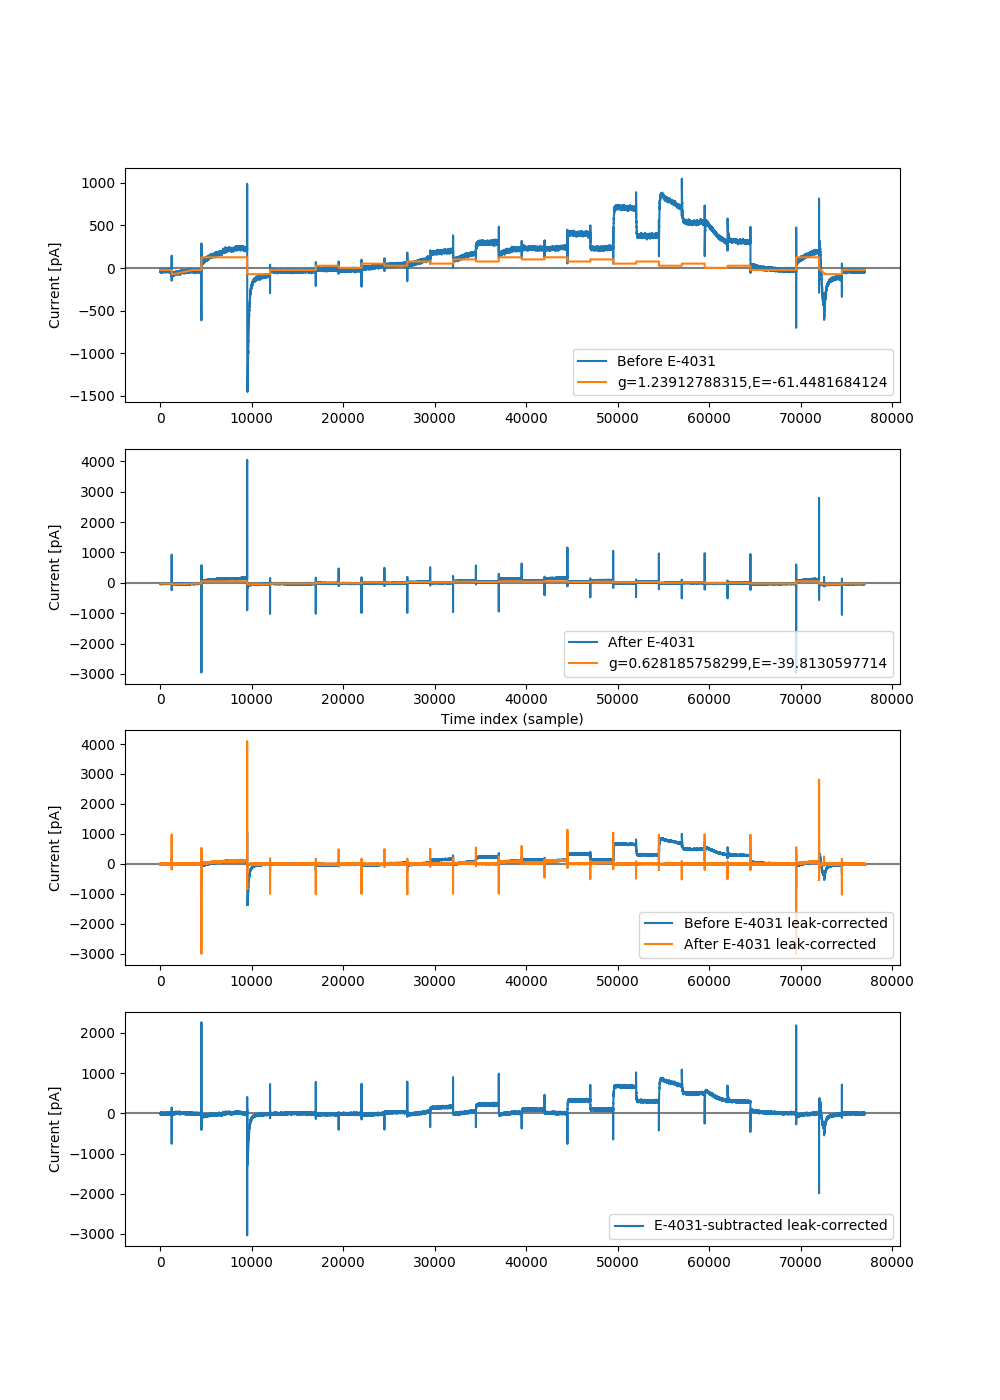 1000
500
0
−500
−1000
−1500
Current [pA]
Before E-4031
g=1.23912788315,E=-61.4481684124
0 10000 20000 30000 40000 50000 60000 70000 80000
4000
3000
2000
1000
0
−1000
−2000
−3000
Current [pA]
After E-4031
g=0.628185758299,E=-39.8130597714
0 10000 20000 30000 40000 50000 60000 70000 80000
Time index (sample)
4000
3000
2000
1000
0
−1000
−2000
−3000
Current [pA]
Before E-4031 leak-corrected
After E-4031 leak-corrected
0 10000 20000 30000 40000 50000 60000 70000 80000
2000
1000
0
−1000
−2000
−3000
Current [pA]
E-4031-subtracted leak-corrected
0 10000 20000 30000 40000 50000 60000 70000 80000